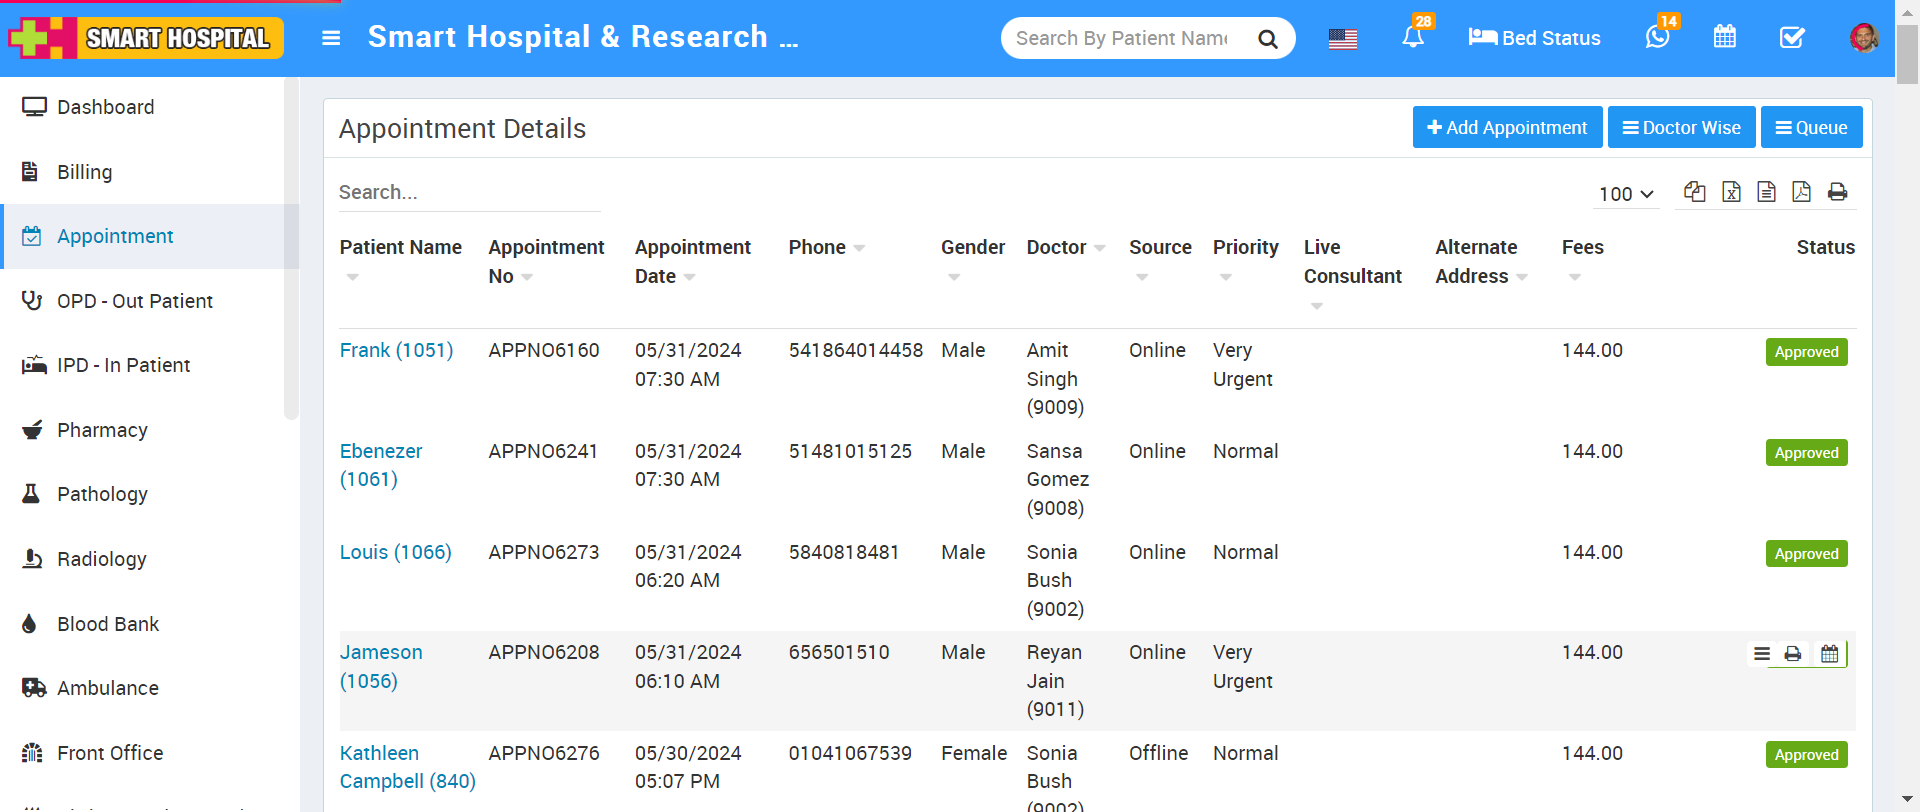 SMART HOSPITAL
Smart Hospital & Research ...
Search By Patient Name
28
Bed Status
14
Dashboard
Billing
Appointment
OPD - Out Patient
IPD - In Patient
Pharmacy
Pathology
Radiology
Blood Bank
Ambulance
Front Office
Appointment Details
Add Appointment
Doctor Wise
Queue
Search...
100
Patient Name
Appointment No
Appointment Date
Phone
Gender
Doctor
Source
Priority
Live Consultant
Alternate Address
Fees
Status
Frank (1051) APPNO6160 05/31/2024 07:30 AM 541864014458 Male Amit Singh (9009) Online Very Urgent 144.00 Approved
Ebenezer (1061) APPNO6241 05/31/2024 07:30 AM 51481015125 Male Sansa Gomez (9008) Online Normal 144.00 Approved
Louis (1066) APPNO6273 05/31/2024 06:20 AM 5840818481 Male Sonia Bush (9002) Online Normal 144.00 Approved
Jameson (1056) APPNO6208 05/31/2024 06:10 AM 656501510 Male Reyan Jain (9011) Online Very Urgent 144.00
Kathleen Campbell (840) APPNO6276 05/30/2024 05:07 PM 01041067539 Female Sonia Bush (9002) Offline Normal 144.00 Approved